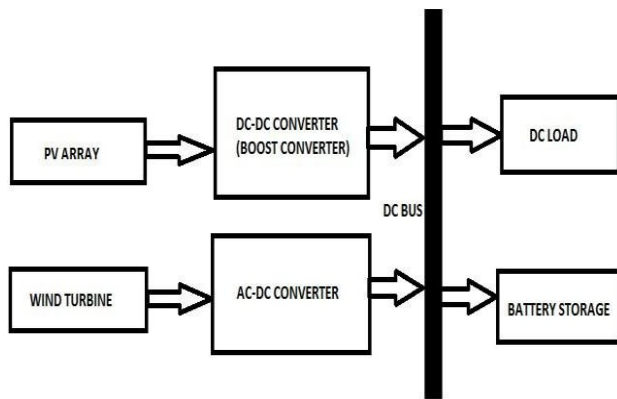 PV ARRAY
DC-DC CONVERTER
(BOOST CONVERTER)
DC BUS
DC LOAD
WIND TURBINE
AC-DC CONVERTER
BATTERY STORAGE